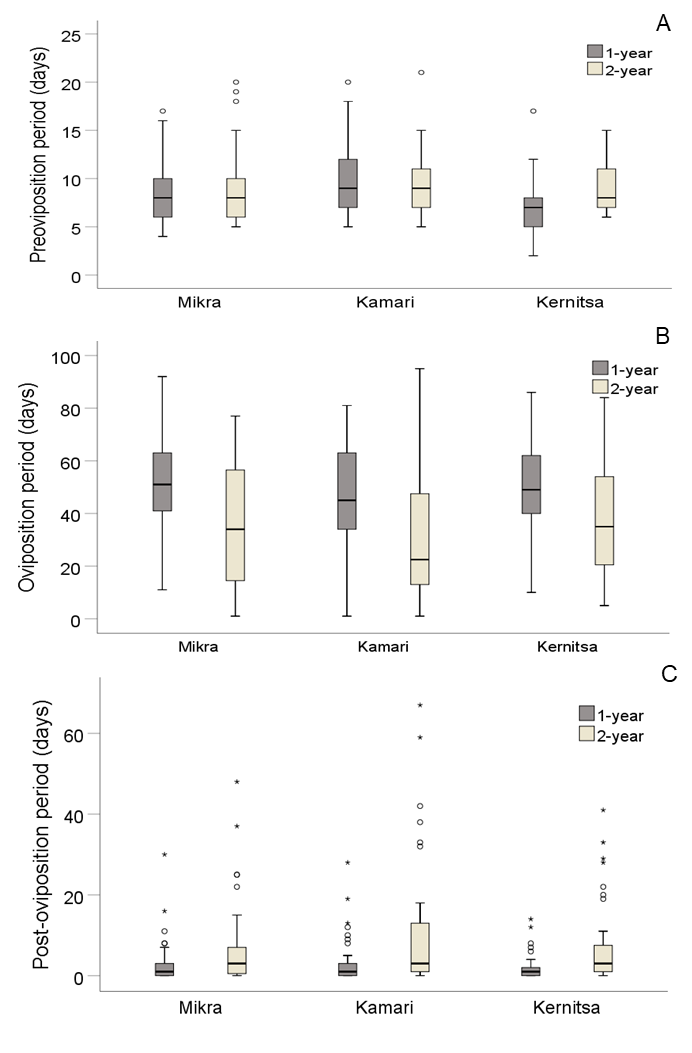 A
Preoviposition period (days)
25
20
15
10
5
0
1-year
2-year
Mikra Kamari Kernitsa
B
Oviposition period (days)
100
80
60
40
20
0
1-year
2-year
Mikra Kamari Kernitsa
C
Post-oviposition period (days)
60
40
20
0
1-year
2-year
Mikra Kamari Kernitsa